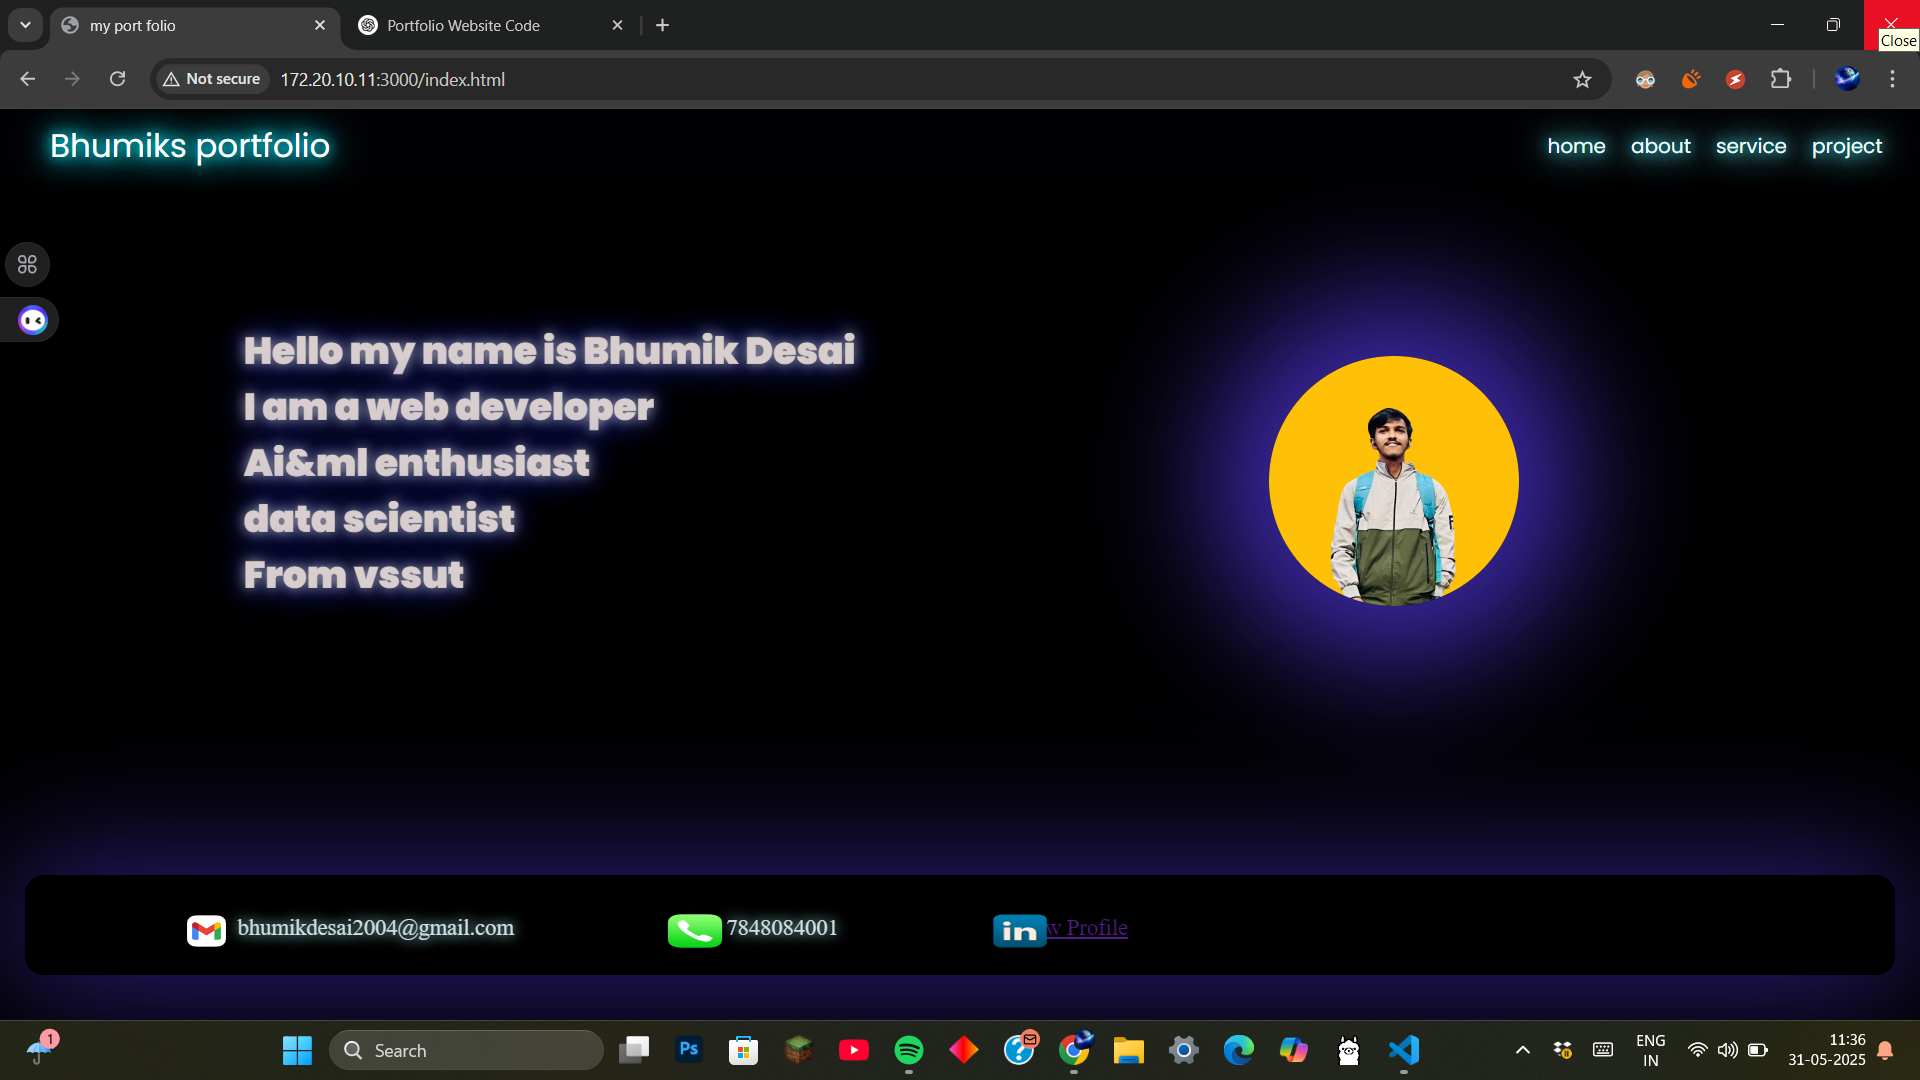 my port folio
Portfolio Website Code
Close
Not secure
172.20.10.11:3000/index.html
Bhumiks portfolio
home about service project
Hello my name is Bhumik Desai
I am a web developer
Ai&ml enthusiast
data scientist
From vssut
bhumikdesai2004@gmail.com
7848084001
in
w Profile
1
Search
Ps
ENG
IN
11:36
31-05-2025